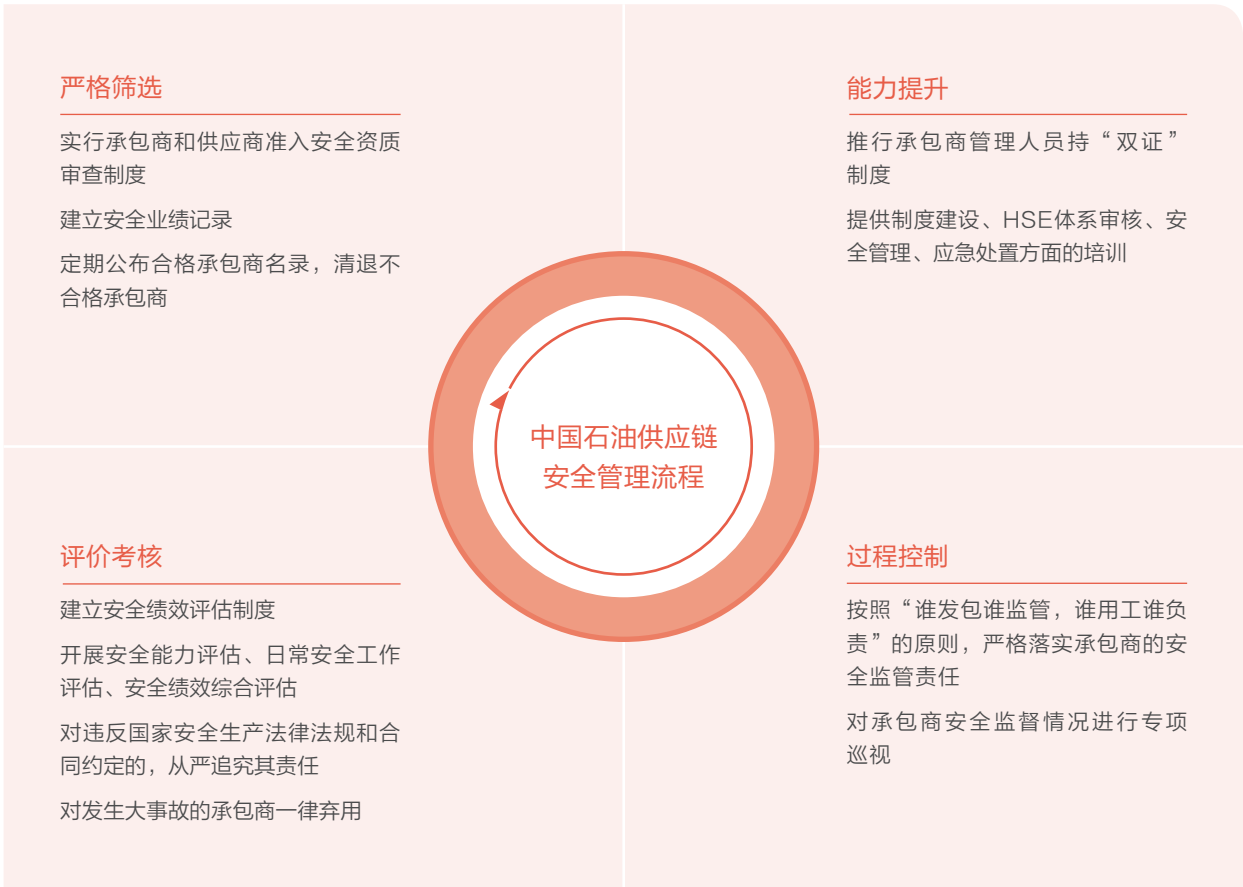 严格筛选
实行承包商和供应商准入安全资质
审查制度
建立安全业绩记录
定期公布合格承包商名录，清退不
合格承包商
能力提升
推行承包商管理人员持“双证”
制度
提供制度建设、HSE体系审核、安
全管理、应急处置方面的培训
中国石油供应链
安全管理流程
评价考核
建立安全绩效评估制度
开展安全能力评估、日常安全工作
评估、安全绩效综合评估
对违反国家安全生产法律法规和合
同约定的，从严追究其责任
对发生大事故的承包商一律弃用
过程控制
按照“谁发包谁监管，谁用工谁负
责”的原则，严格落实承包商的安
全监管责任
对承包商安全监督情况进行专项
巡视